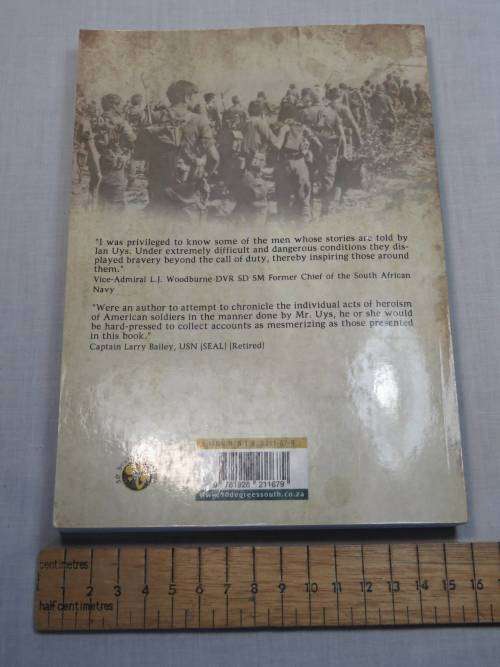 "I was privileged to know some of the men whose stories are told by
Ian Uys. Under extremely difficult and dangerous conditions they dis-
played bravery beyond the call of duty, thereby inspiring those around
them."
Vice-Admiral L.J. Woodburne DVR SD SM Former Chief of the South African
Navy
"Were an author to attempt to chronicle the individual acts of heroism
of American soldiers in the manner done by Mr. Uys, he or she would
be hard-pressed to collect accounts as mesmerizing as those presented
in this book."
Captain Larry Bailey, USN (SEAL) (Retired)
9 781920 211679
www.30degreessouth.co.za
centimetres
1 2 3 4 5 6 7 8 9 10 11 12 13 14 15 16
half centimetres